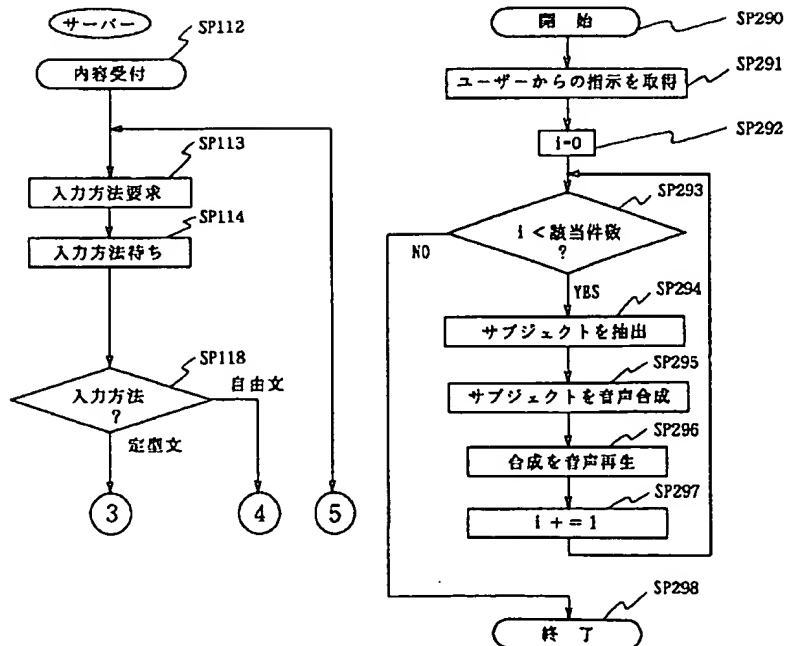 サーバー
SP112
内容受付
SP113
入力方法要求
SP114
入力方法待ち
SP118
入力方法
?
自由文
定型文
3
4
5
開 始
SP290
SP291
ユーザーからの指示を取得
SP292
i=0
SP293
i < 該当件数
?
NO
YES
SP294
サブジェクトを抽出
SP295
サブジェクトを音声合成
SP296
合成を音声再生
SP297
i += 1
SP298
終 了